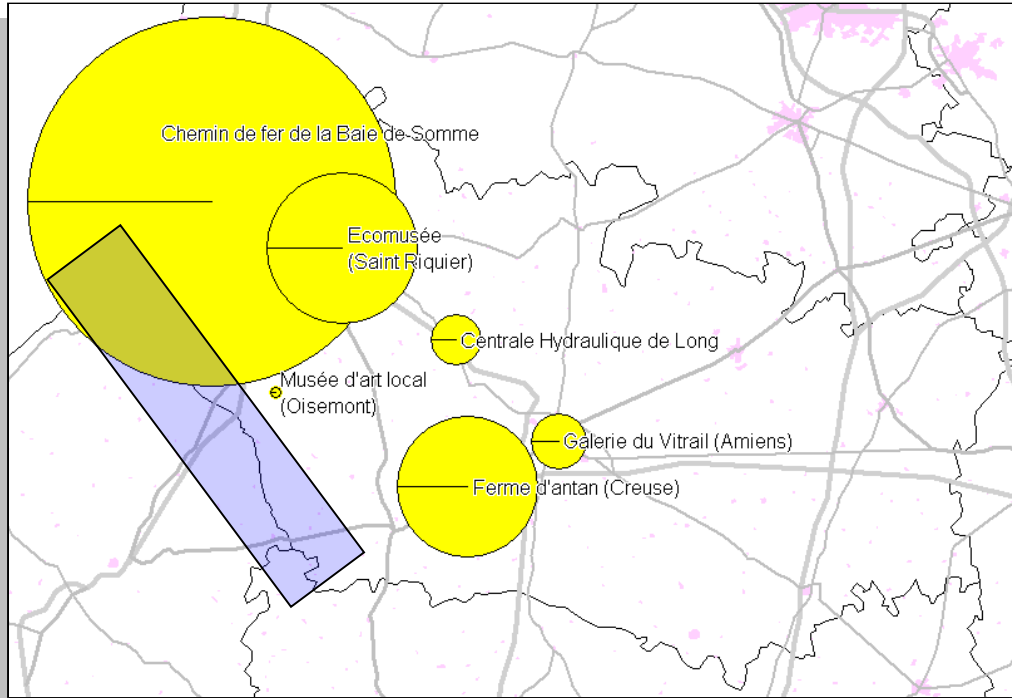 Chemin de fer de la Baie de Somme
Ecomusée
(Saint Riquier)
Centrale Hydraulique de Long
Musée d'art local
(Oisemont)
Galerie du Vitrail (Amiens)
Ferme d'antan (Creuse)